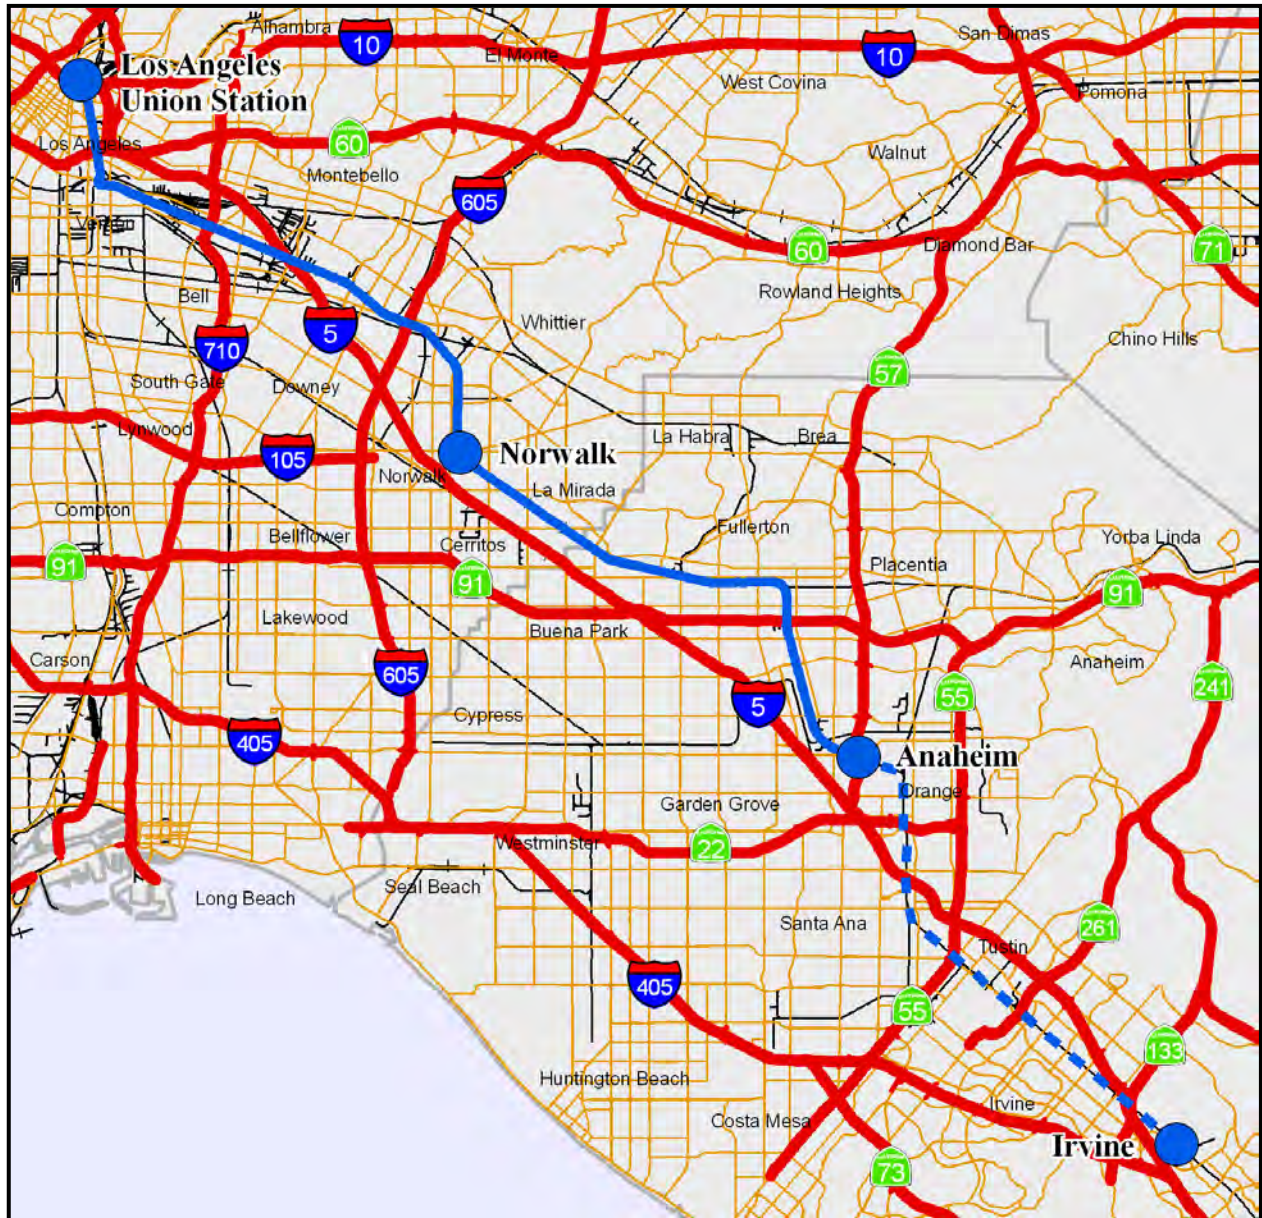 Alhambra
10
San Dimas
El Monte
10
Los Angeles
Union Station
West Covina
Pomona
Los Angeles
60
Montebello
Walnut
605
Vernon
60
Diamond Bar
71
Bell
Rowland Heights
5
Whittier
710
Chino Hills
South Gate
Downey
57
Lynwood
La Habra
Brea
105
Norwalk
Norwalk
La Mirada
Compton
Fullerton
Bellflower
Cerritos
Yorba Linda
91
91
Placentia
91
Lakewood
Buena Park
Carson
605
Anaheim
241
55
5
Cypress
405
Anaheim
Orange
Garden Grove
22
Westminster
Seal Beach
Long Beach
Santa Ana
261
Tustin
405
55
133
Huntington Beach
Irvine
Costa Mesa
Irvine
73